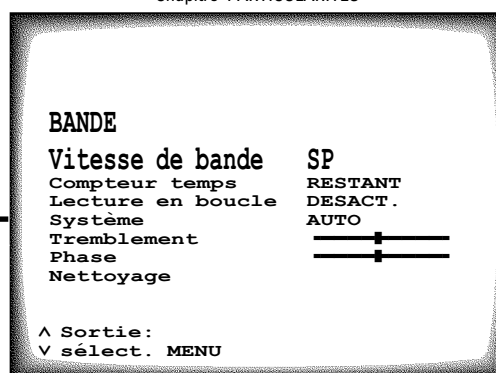 BANDE
Vitesse de bande SP
Compteur temps RESTANT
Lecture en boucle DESACT.
Système AUTO
Tremblement
Phase
Nettoyage
∧ Sortie:
∨ sélect. MENU